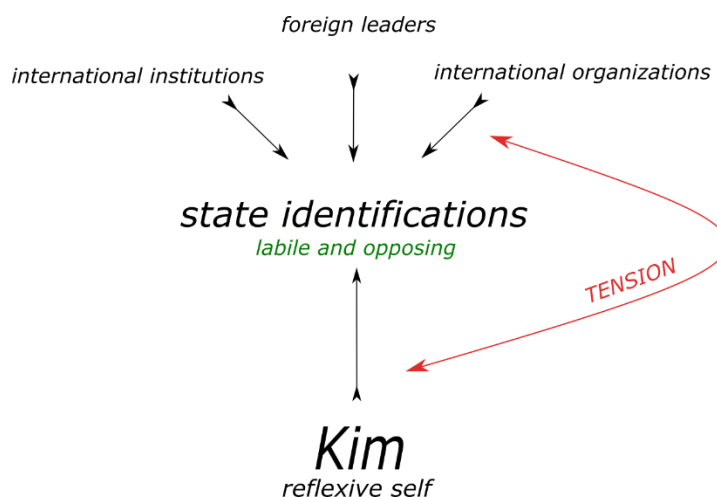 foreign leaders
international institutions
international organizations
state identifications
labile and opposing
TENSION
Kim
reflexive self